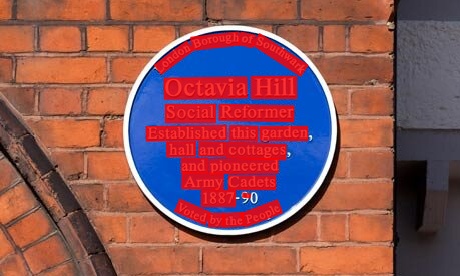 London Borough of Southwark
Octavia Hill
Social Reformer
Established this garden,
hall and cottages,
and pioneered
Army Cadets
1887-90
Voted by the People